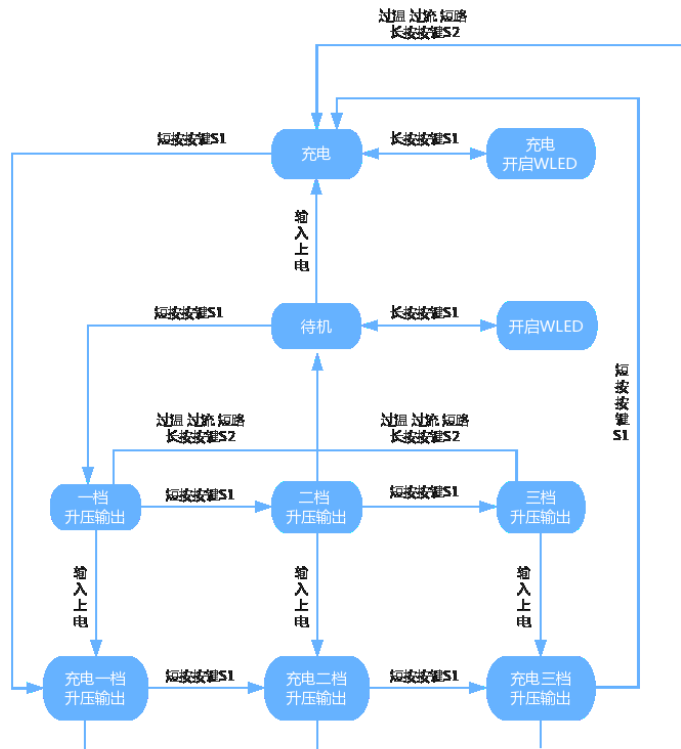 过温 过流 短路
长按按键S2
短按按键S1
充电
长按按键S1
充电
开启WLED
输
入
上
电
短按按键S1
待机
长按按键S1
开启WLED
短
按
按
键
S1
过温 过流 短路
长按按键S2
过温 过流 短路
长按按键S2
一档
升压输出
短按按键S1
二档
升压输出
短按按键S1
三档
升压输出
输
入
上
电
输
入
上
电
输
入
上
电
充电一档
升压输出
短按按键S1
充电二档
升压输出
短按按键S1
充电三档
升压输出